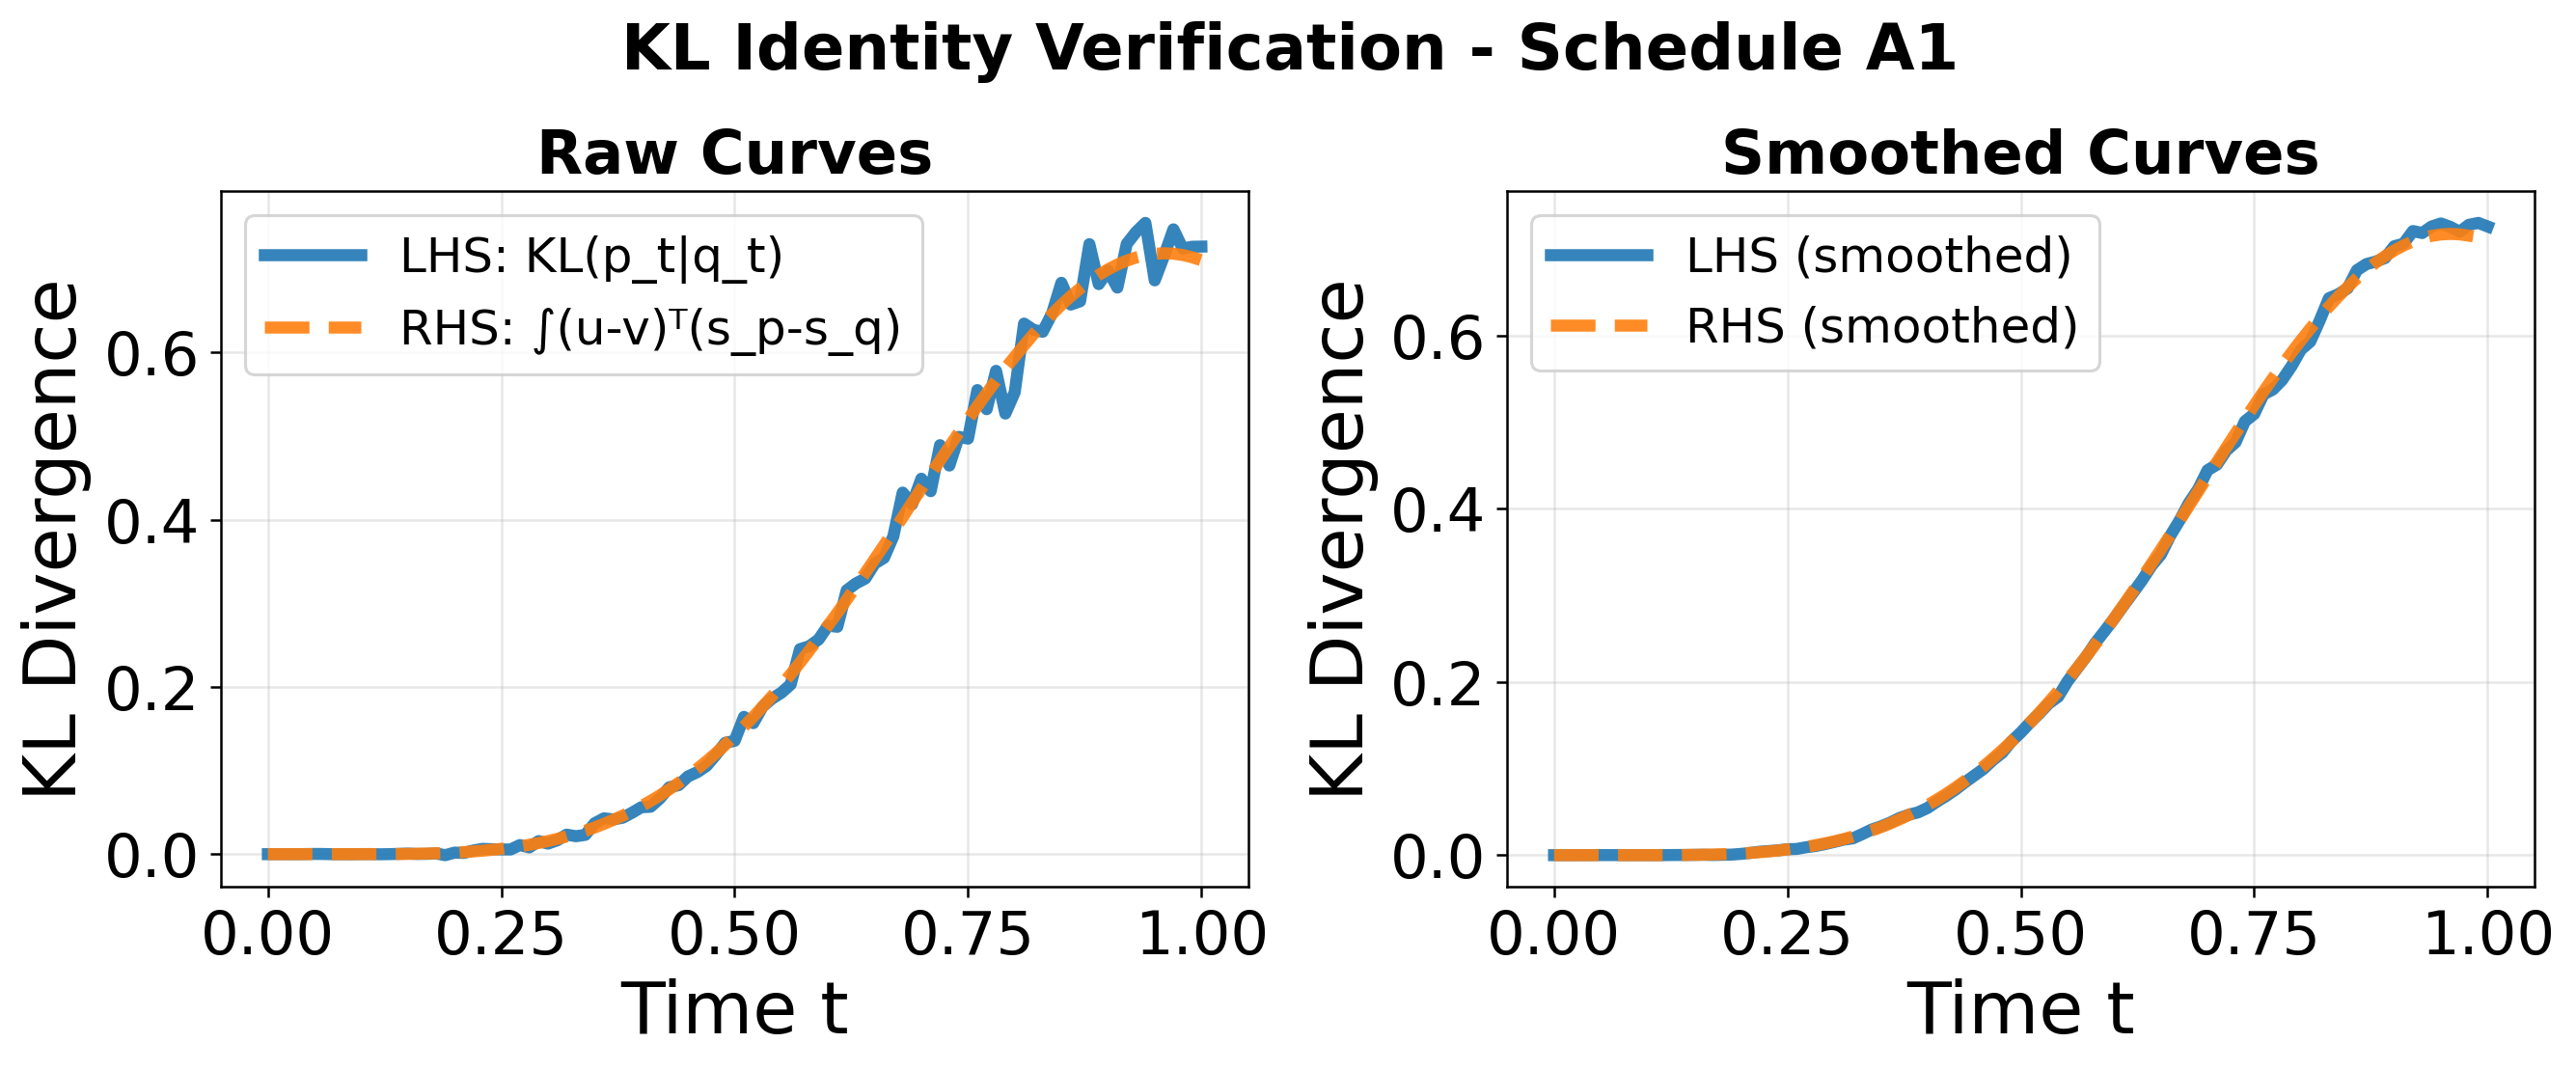 KL Identity Verification - Schedule A1
Raw Curves
LHS: KL(p_t|q_t)
RHS: ∫(u-v)ᵀ(s_p-s_q)
KL Divergence
0.6
0.4
0.2
0.0
0.00 0.25 0.50 0.75 1.00
Time t
Smoothed Curves
LHS (smoothed)
RHS (smoothed)
KL Divergence
0.6
0.4
0.2
0.0
0.00 0.25 0.50 0.75 1.00
Time t